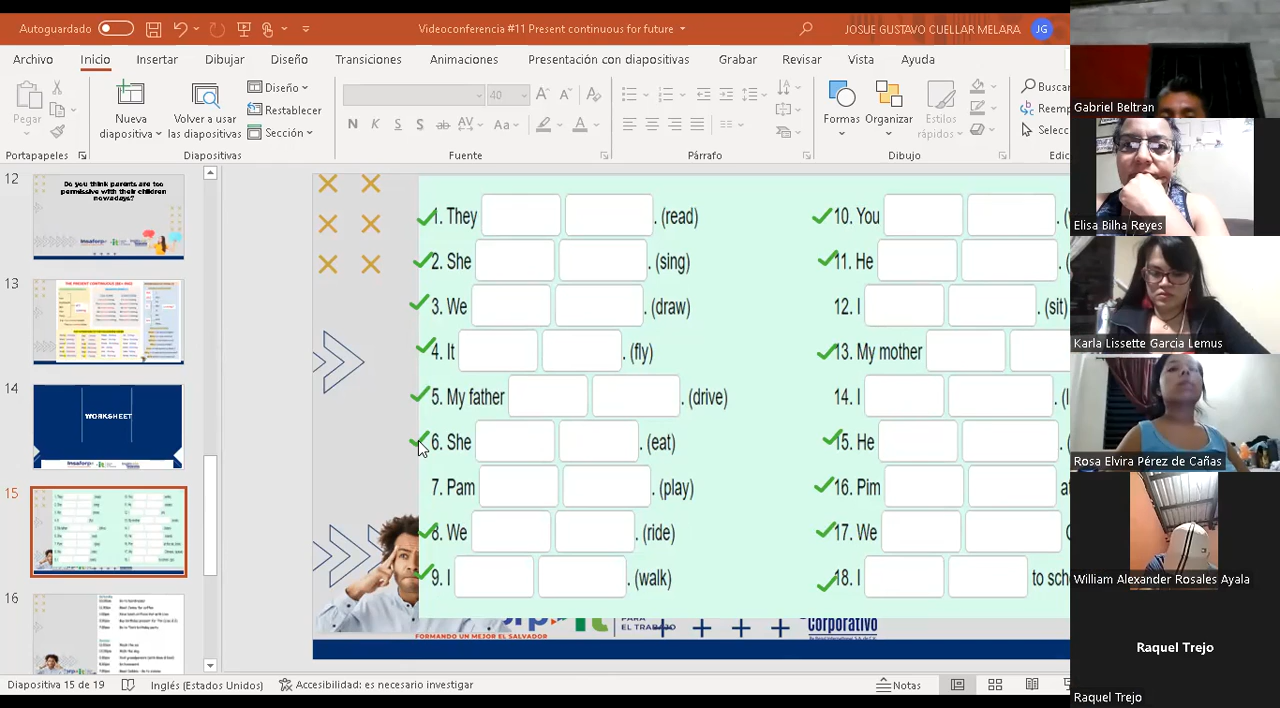 Autoguardado
Videoconferencia #11 Present continuous for future
JOSUE GUSTAVO CUELLAR MELARA
JG
Archivo Inicio Insertar Dibujar Diseño Transiciones Animaciones Presentación con diapositivas Grabar Revisar Vista Ayuda
Pegar
Nueva diapositiva
Volver a usar las diapositivas
Diseño
Restablecer
Sección
40
N K S S ab AV Aa A
Formas
Organizar
Estilos rápidos
Buscar
Reemp
Selecc
Portapapeles
Diapositivas
Fuente
Párrafo
Dibujo
Edic
12
Do you think parents are too
permissive with their children
nowadays?
13
14
WORKSHEET
15
16
1. They . (read)
2. She . (sing)
3. We . (draw)
4. It . (fly)
5. My father . (drive)
6. She . (eat)
7. Pam . (play)
8. We . (ride)
9. I . (walk)
10. You
11. He
12. I . (sit)
13. My mother
14. I
15. He
16. Pim
17. We
18. I to sch
PARA
EL TRABAJO
FORMANDO UN MEJOR EL SALVADOR
Corporativo
Diapositiva 15 de 19
Inglés (Estados Unidos)
Accesibilidad: es necesario investigar
Notas
Gabriel Beltran
Elisa Bilha Reyes
Karla Lissette Garcia Lemus
Rosa Elvira Pérez de Cañas
William Alexander Rosales Ayala
Raquel Trejo
Raquel Trejo